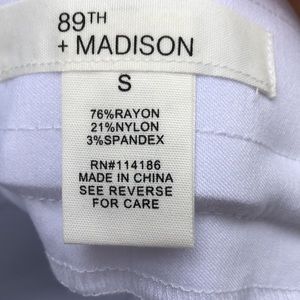 89TH
+ MADISON
S
76%RAYON
21%NYLON
3%SPANDEX
RN#114186
MADE IN CHINA
SEE REVERSE
FOR CARE